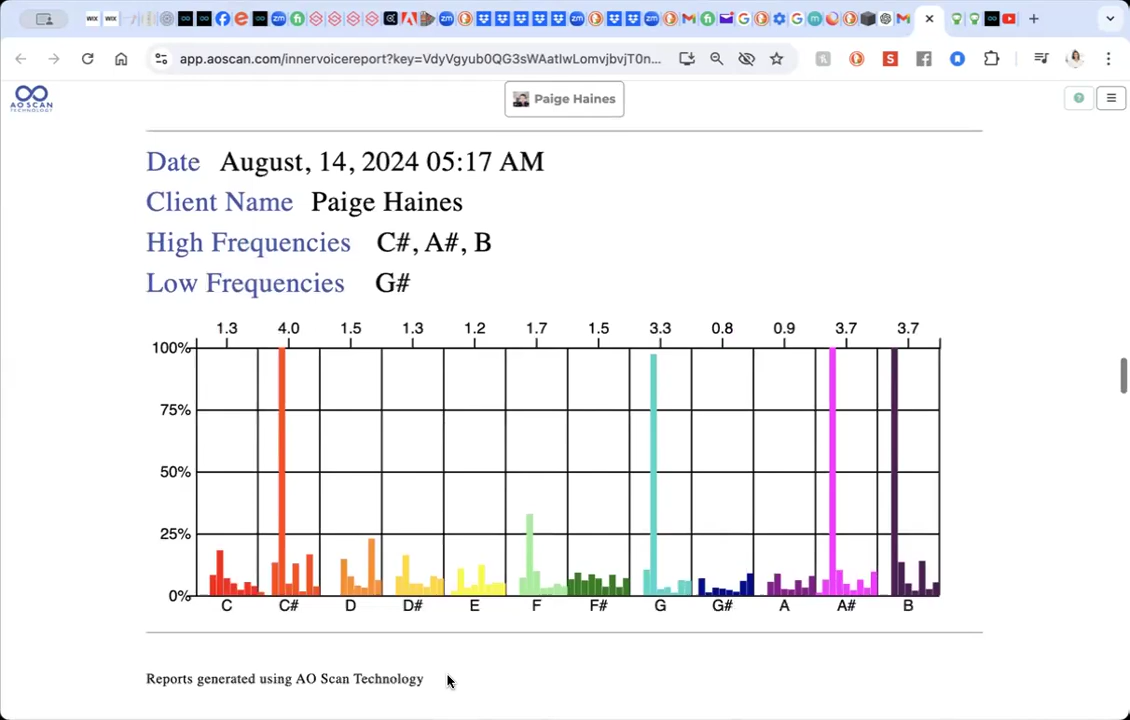 app.aoscan.com/innervoicereport?key=VdyVgyub0QG3sWAatIwLomvjbvjT0n...
AO SCAN
TECHNOLOGY
Paige Haines
Date August, 14, 2024 05:17 AM
Client Name Paige Haines
High Frequencies C#, A#, B
Low Frequencies G#
1.3 4.0 1.5 1.3 1.2 1.7 1.5 3.3 0.8 0.9 3.7 3.7
100%
75%
50%
25%
0%
C C# D D# E F F# G G# A A# B
Reports generated using AO Scan Technology